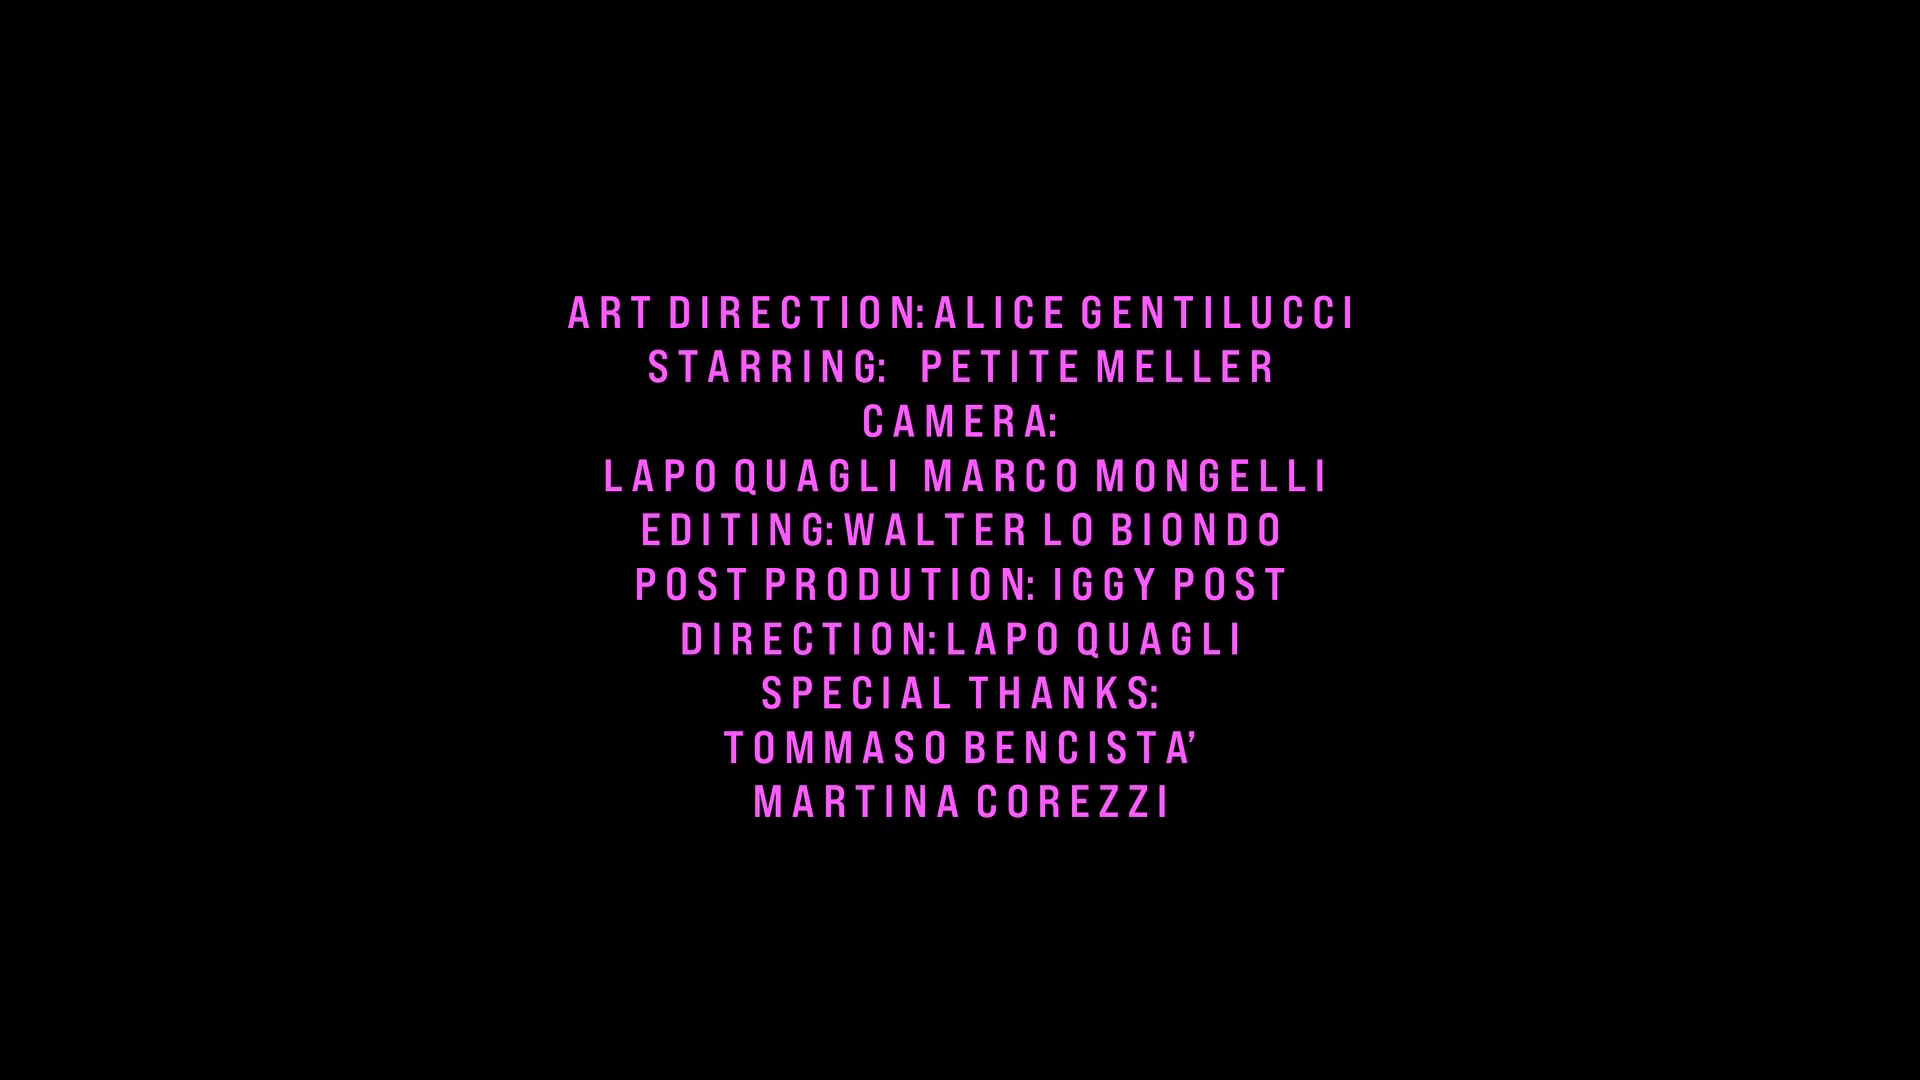 ART DIRECTION: ALICE GENTILUCCI
STARRING: PETITE MELLER
CAMERA:
LAPO QUAGLI MARCO MONGELLI
EDITING: WALTER LO BIONDO
POST PRODUTION: IGGY POST
DIRECTION: LAPO QUAGLI
SPECIAL THANKS:
TOMMASO BENCISTA’
MARTINA COREZZI